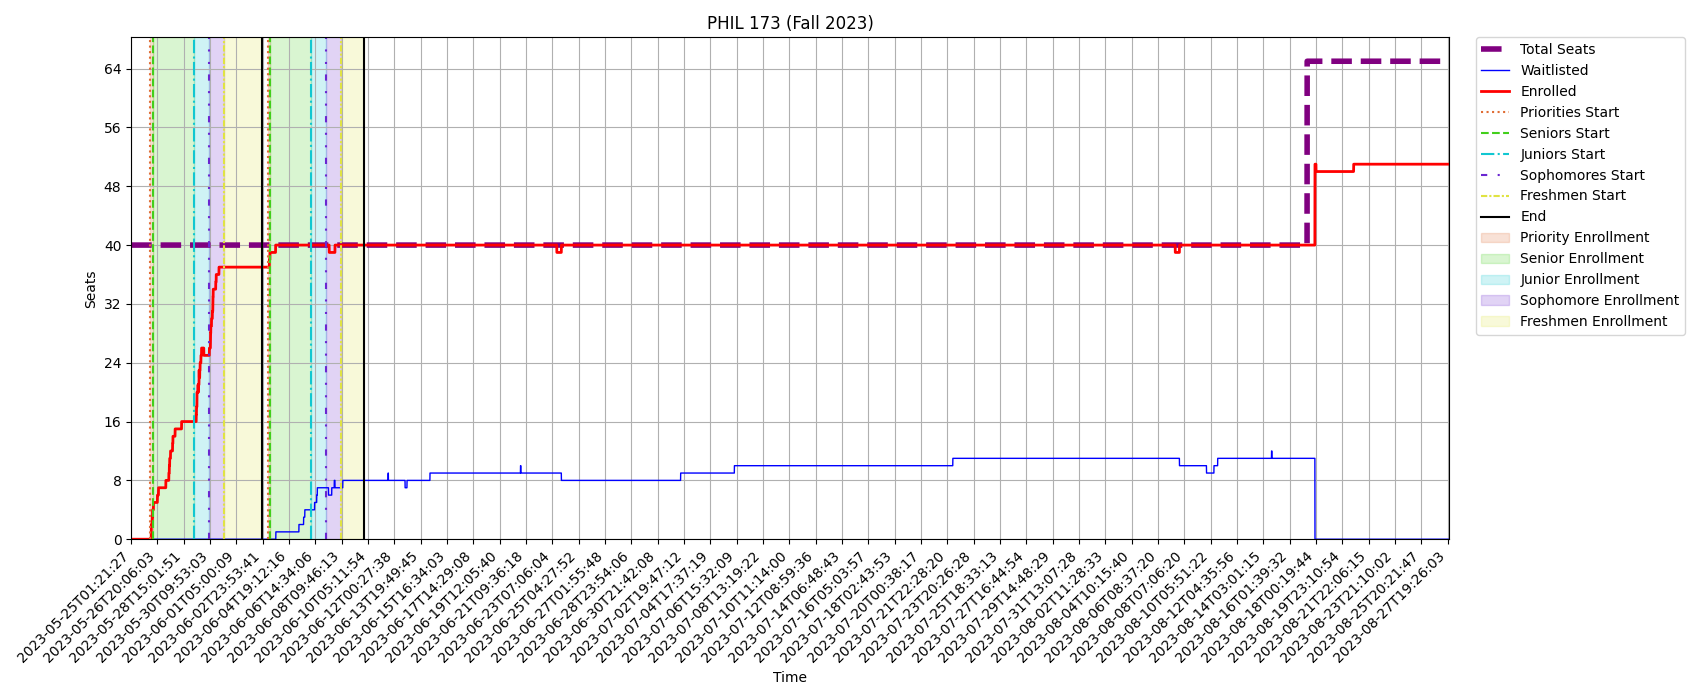 PHIL 173 (Fall 2023)
Seats
64
56
48
40
32
24
16
8
0
2023-05-25T01:21:27
2023-05-26T20:06:03
2023-05-28T15:01:51
2023-05-30T09:53:03
2023-06-01T05:00:09
2023-06-02T23:53:41
2023-06-04T19:12:16
2023-06-06T14:34:06
2023-06-08T09:46:13
2023-06-10T05:11:54
2023-06-12T00:27:38
2023-06-13T19:49:45
2023-06-15T16:34:03
2023-06-17T14:29:08
2023-06-19T12:05:40
2023-06-21T09:36:18
2023-06-23T07:06:04
2023-06-25T04:27:52
2023-06-27T01:55:48
2023-06-28T23:54:06
2023-06-30T21:42:08
2023-07-02T19:47:12
2023-07-04T17:37:19
2023-07-06T15:32:09
2023-07-08T13:19:22
2023-07-10T11:14:00
2023-07-12T08:59:36
2023-07-14T06:48:43
2023-07-16T05:03:57
2023-07-18T02:43:53
2023-07-20T00:38:17
2023-07-21T22:28:20
2023-07-23T20:26:28
2023-07-25T18:33:13
2023-07-27T16:44:54
2023-07-29T14:48:29
2023-07-31T13:07:28
2023-08-02T11:28:33
2023-08-04T10:15:40
2023-08-06T08:37:20
2023-08-08T07:06:20
2023-08-10T05:51:22
2023-08-12T04:35:56
2023-08-14T03:01:15
2023-08-16T01:39:32
2023-08-18T00:19:44
2023-08-19T23:10:54
2023-08-21T22:06:15
2023-08-23T21:10:02
2023-08-25T20:21:47
2023-08-27T19:26:03
Time
Total Seats
Waitlisted
Enrolled
Priorities Start
Seniors Start
Juniors Start
Sophomores Start
Freshmen Start
End
Priority Enrollment
Senior Enrollment
Junior Enrollment
Sophomore Enrollment
Freshmen Enrollment